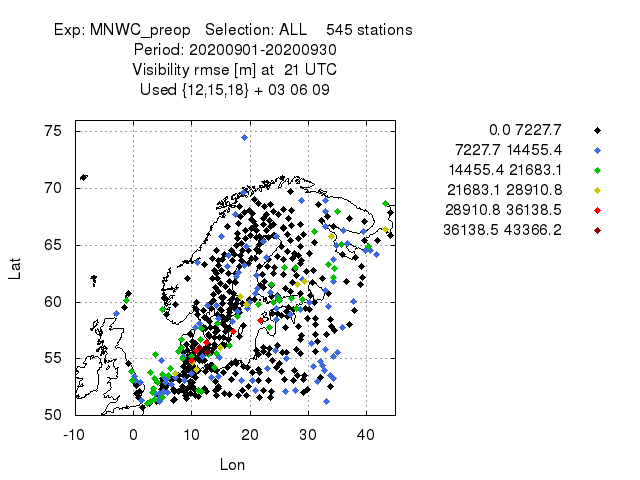 Exp: MNWC_preop Selection: ALL 545 stations
Period: 20200901-20200930
Visibility rmse [m] at 21 UTC
Used {12,15,18} + 03 06 09
0.0 7227.7
7227.7 14455.4
14455.4 21683.1
21683.1 28910.8
28910.8 36138.5
36138.5 43366.2
75
70
65
60
55
50
Lat
-10 0 10 20 30 40
Lon